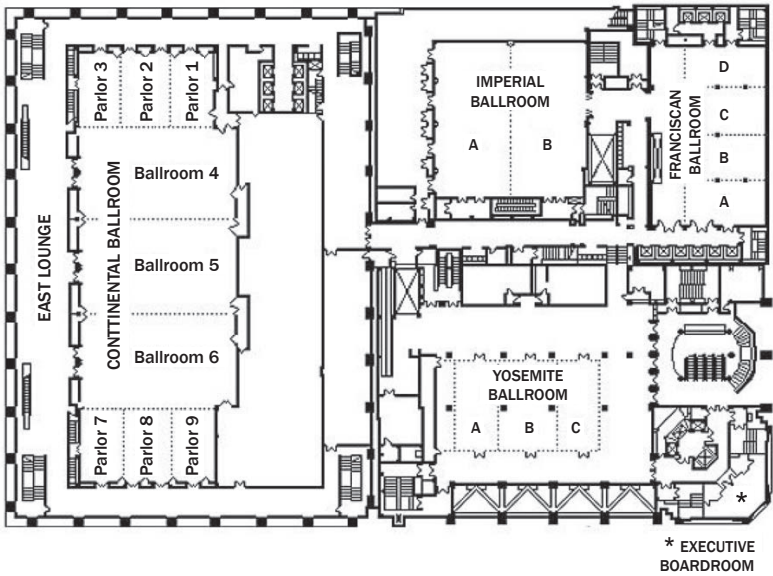 Parlor 3
Parlor 2
Parlor 1
IMPERIAL
BALLROOM
A
B
FRANCISCAN
BALLROOM
D
C
B
A
EAST LOUNGE
CONTTINENTAL BALLROOM
Ballroom 4
Ballroom 5
Ballroom 6
Parlor 7
Parlor 8
Parlor 9
YOSEMITE
BALLROOM
A
B
C
*
* EXECUTIVE
BOARDROOM